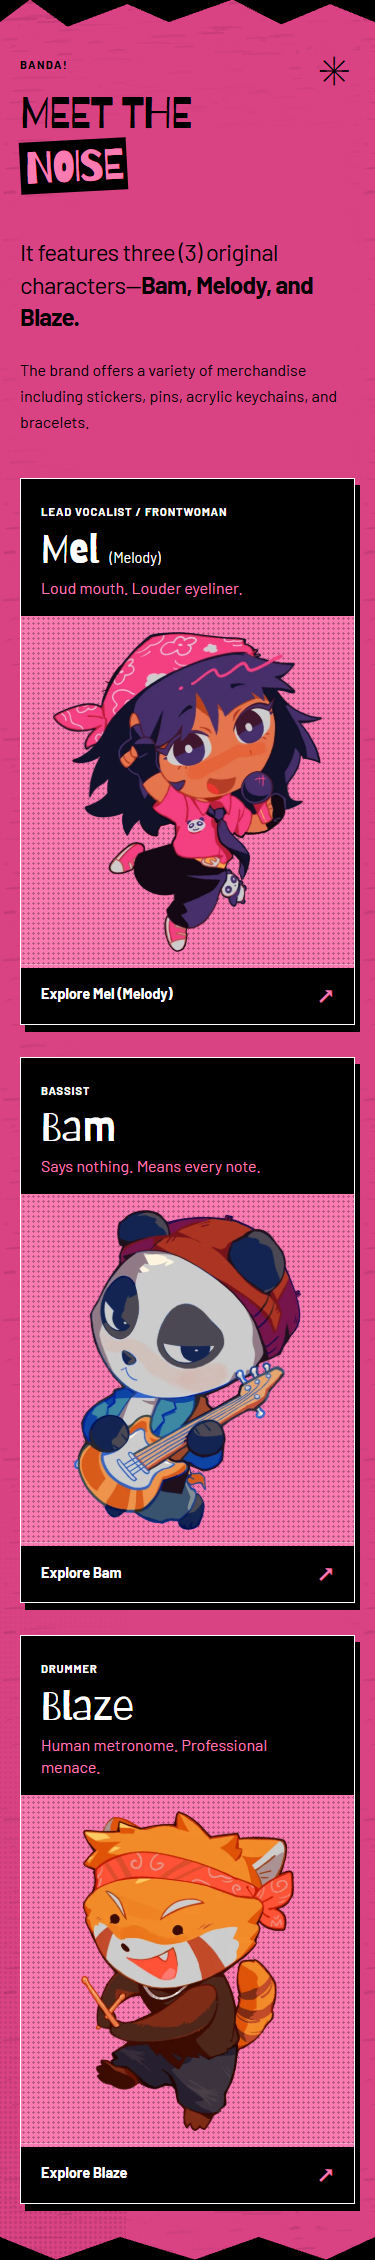 BANDA!
MEET THE
NOISE
It features three (3) original
characters—Bam, Melody, and
Blaze.
The brand offers a variety of merchandise
including stickers, pins, acrylic keychains, and
bracelets.
LEAD VOCALIST / FRONTWOMAN
Mel (Melody)
Loud mouth. Louder eyeliner.
Explore Mel (Melody) ↗
BASSIST
Bam
Says nothing. Means every note.
Explore Bam ↗
DRUMMER
Blaze
Human metronome. Professional
menace.
Explore Blaze ↗